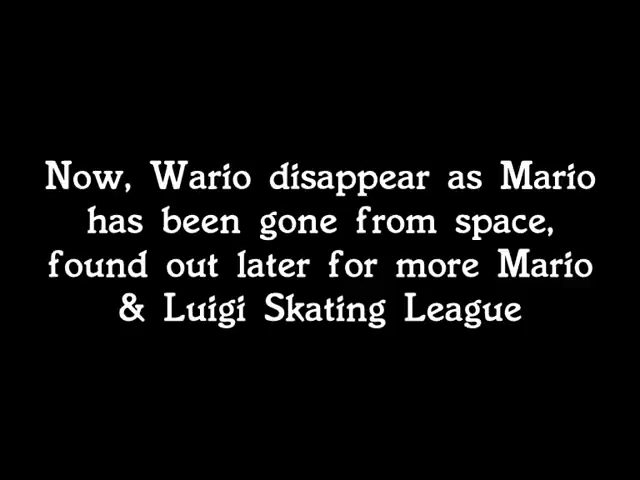 Now, Wario disappear as Mario
has been gone from space,
found out later for more Mario
& Luigi Skating League